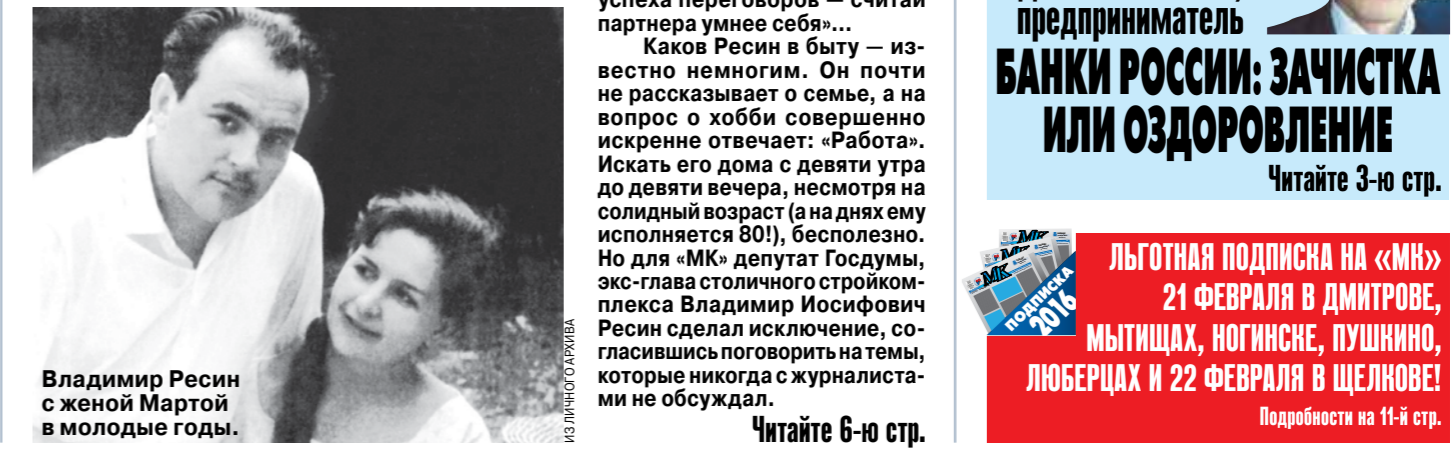 Владимир Ресин
с женой Мартой
в молодые годы.
ИЗ ЛИЧНОГО АРХИВА
успеха переговоров — считай
партнера умнее себя»...
Каков Ресин в быту — из-
вестно немногим. Он почти
не рассказывает о семье, а на
вопрос о хобби совершенно
искренне отвечает: «Работа».
Искать его дома с девяти утра
до девяти вечера, несмотря на
солидный возраст (а на днях ему
исполняется 80!), бесполезно.
Но для «МК» депутат Госдумы,
экс-глава столичного стройком-
плекса Владимир Иосифович
Ресин сделал исключение, со-
гласившись поговорить на темы,
которые никогда с журналиста-
ми не обсуждал.
Читайте 6-ю стр.
предприниматель
БАНКИ РОССИИ: ЗАЧИСТКА
ИЛИ ОЗДОРОВЛЕНИЕ
Читайте 3-ю стр.
МК
МК
ПОДПИСКА
2016
ЛЬГОТНАЯ ПОДПИСКА НА «МК»
21 ФЕВРАЛЯ В ДМИТРОВЕ,
МЫТИЩАХ, НОГИНСКЕ, ПУШКИНО,
ЛЮБЕРЦАХ И 22 ФЕВРАЛЯ В ЩЕЛКОВЕ!
Подробности на 11-й стр.